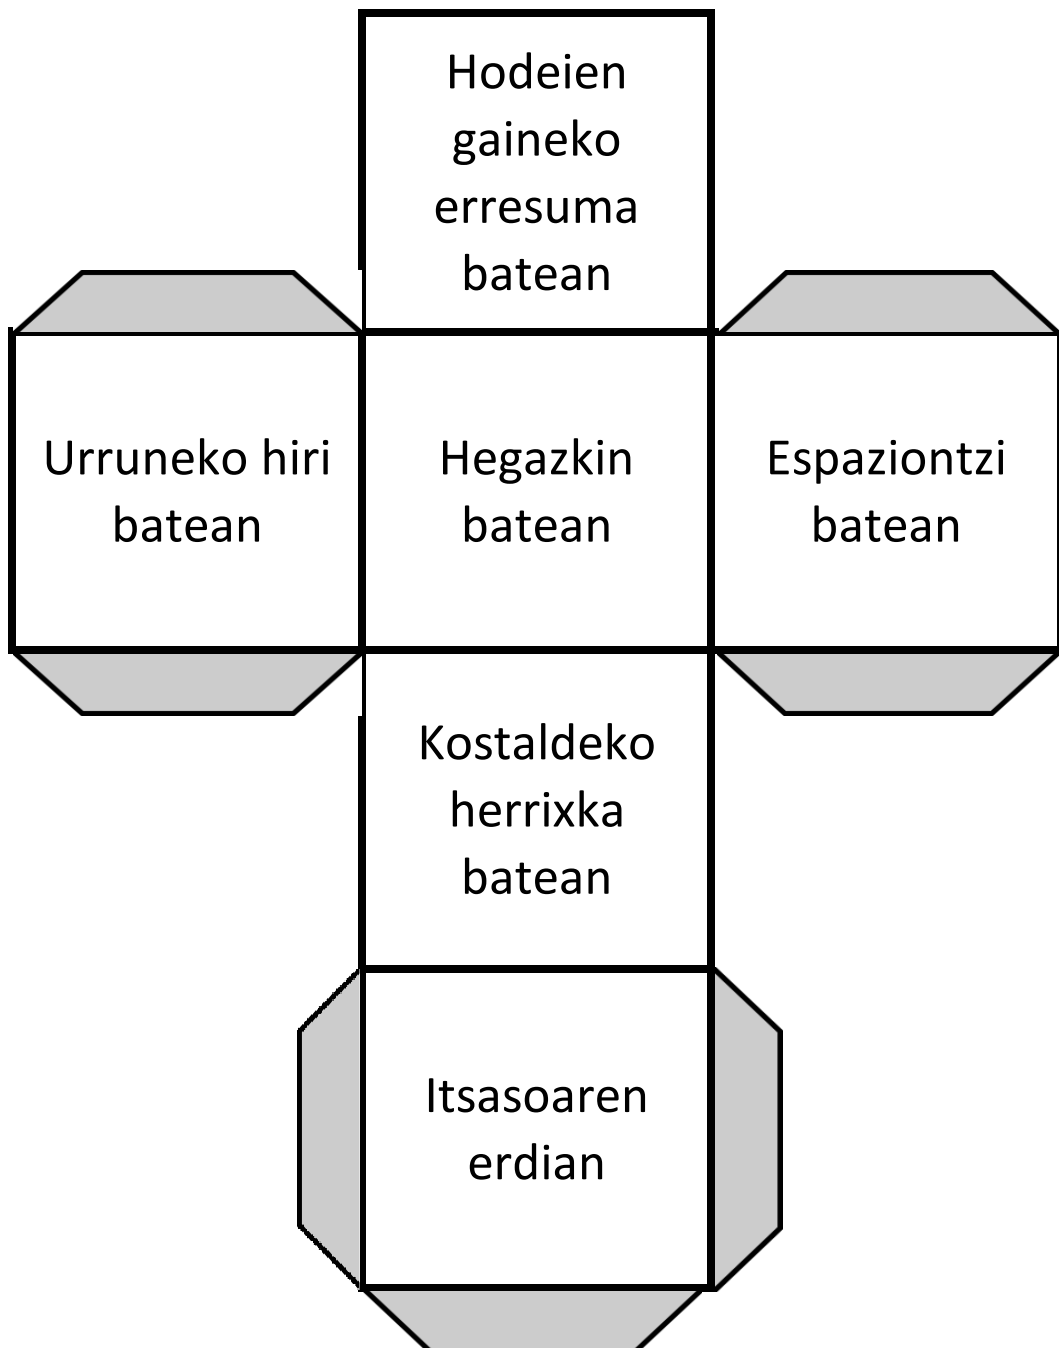 Hodeien
gaineko
erresuma
batean
Urruneko hiri
batean
Hegazkin
batean
Espaziontzi
batean
Kostaldeko
herrixka
batean
Itsasoaren
erdian